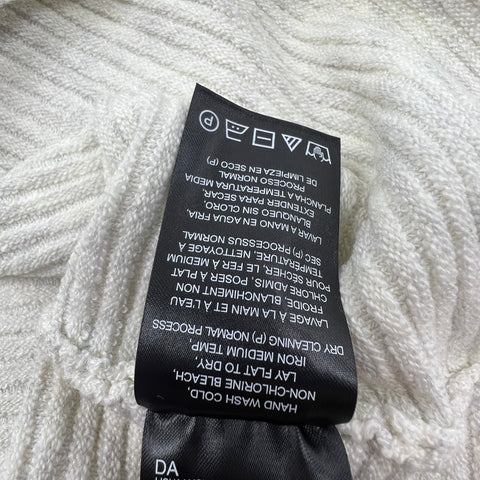 HAND WASH COLD,
NON-CHLORINE BLEACH,
LAY FLAT TO DRY,
IRON MEDIUM TEMP,
DRY CLEANING (P) NORMAL PROCESS
LAVAGE À LA MAIN ET À L'EAU
FROIDE, BLANCHIMENT NON
CHLORE ADMIS, POSER À PLAT
POUR SÉCHER, LE FER À MEDIUM
TEMPÉRATURE, NETTOYAGE À
SEC (P) PROCESSUS NORMAL
LAVAR A MANO EN AGUA FRIA,
BLANQUEO SIN CLORO,
EXTENDER PARA SECAR,
PLANCHA A TEMPERATURA MEDIA
PROCESO NORMAL
DE LIMPIEZA EN SECO (P)
P
DA